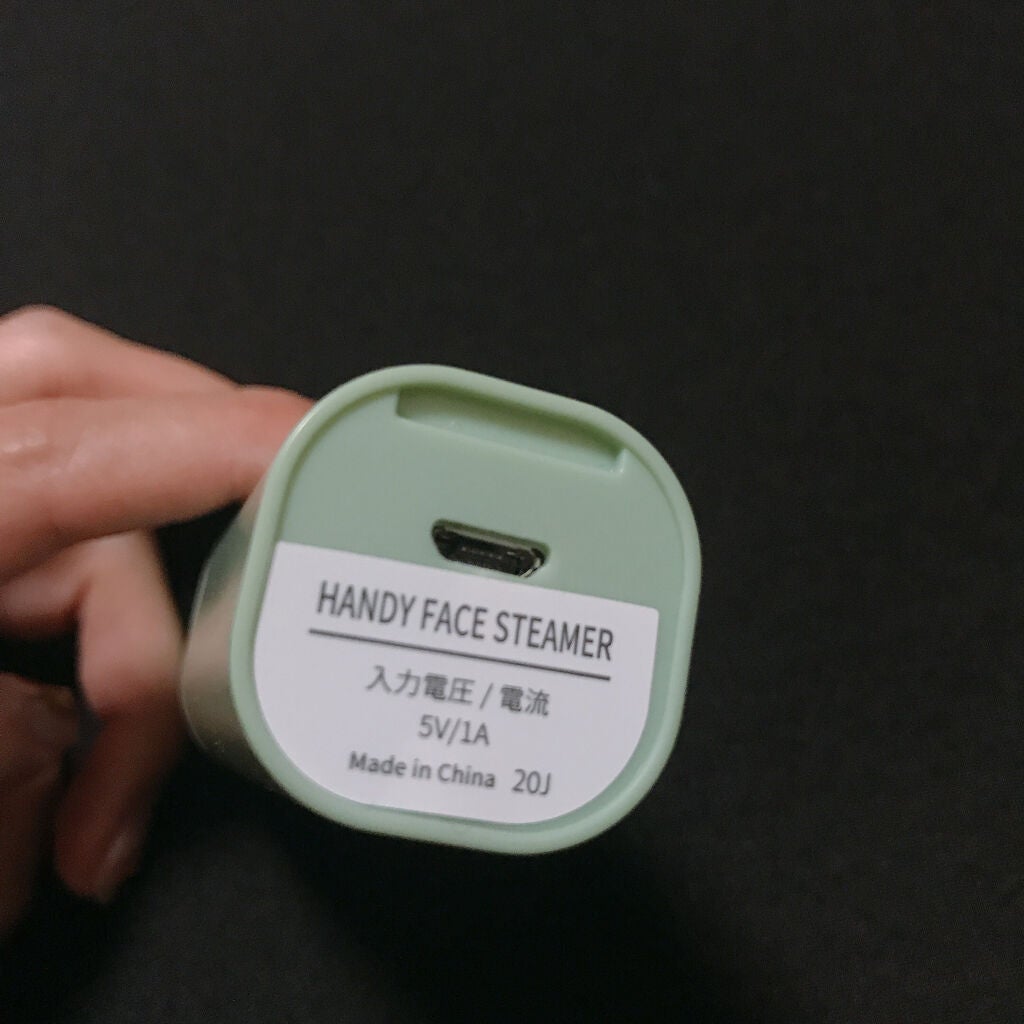 HANDY FACE STEAMER
入力電圧 / 電流
5V/1A
Made in China 20J